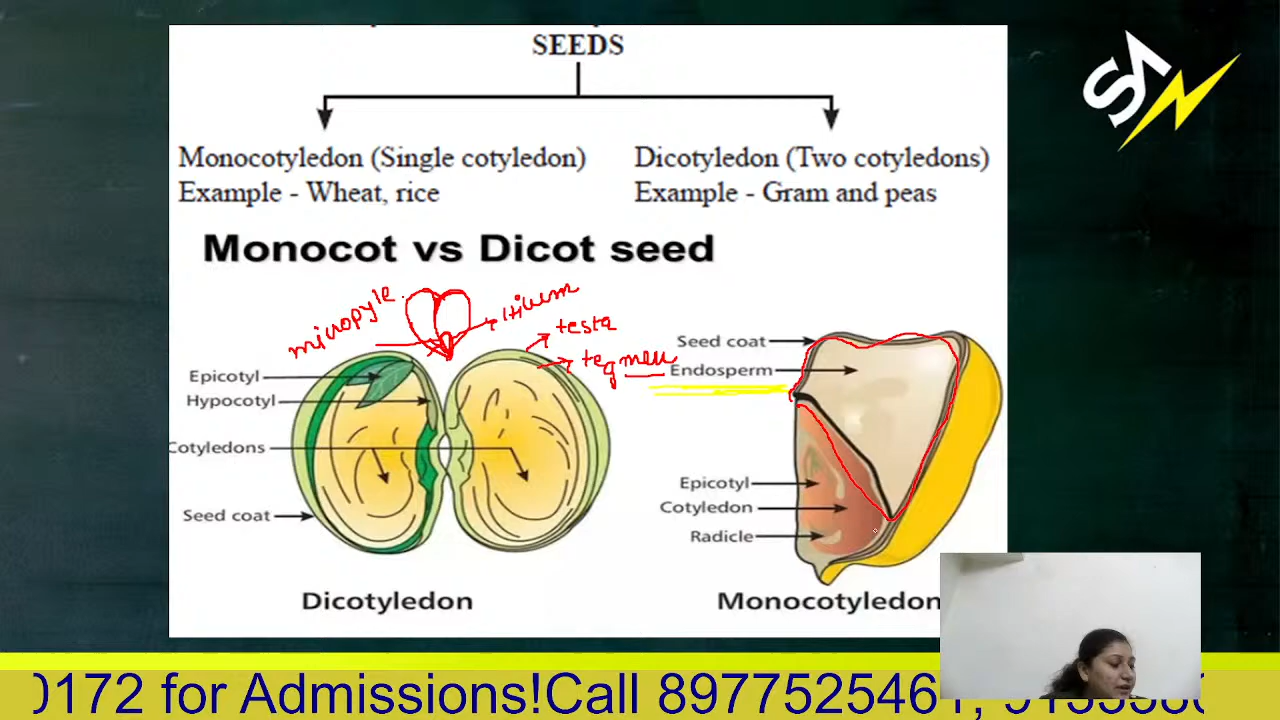 SEEDS
Monocotyledon (Single cotyledon)
Example - Wheat, rice
Dicotyledon (Two cotyledons)
Example - Gram and peas
Monocot vs Dicot seed
micropyle
testa
tegmen
Epicotyl
Hypocotyl
Cotyledons
Seed coat
Dicotyledon
Seed coat
Endosperm
Epicotyl
Cotyledon
Radicle
Monocotyledon
SAN
0172 for Admissions!Call 8977525461,